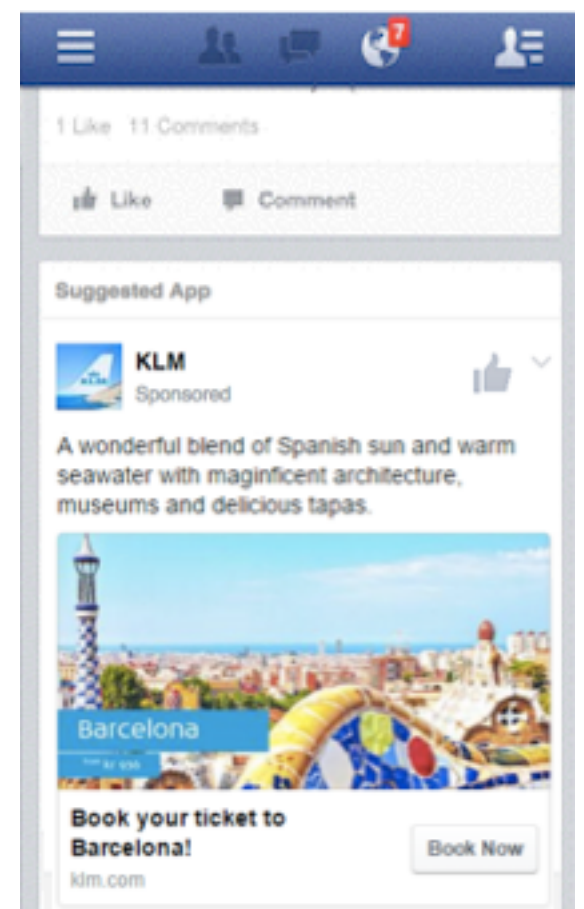 7
1 Like 11 Comments
Like Comment
Suggested App
KLM
Sponsored
A wonderful blend of Spanish sun and warm
seawater with maginficent architecture,
museums and delicious tapas.
Barcelona
kr
Book your ticket to
Barcelona!
Book Now
klm.com